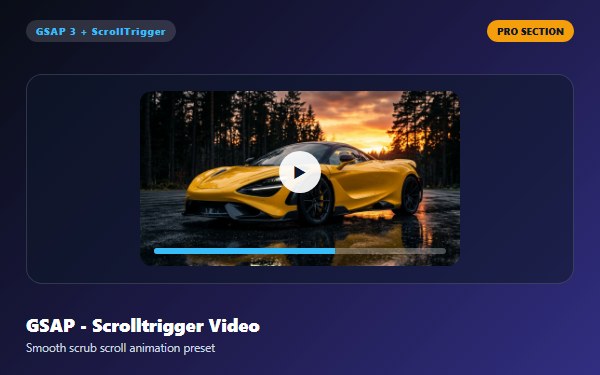 GSAP 3 + ScrollTrigger
PRO SECTION
GSAP - Scrolltrigger Video
Smooth scrub scroll animation preset